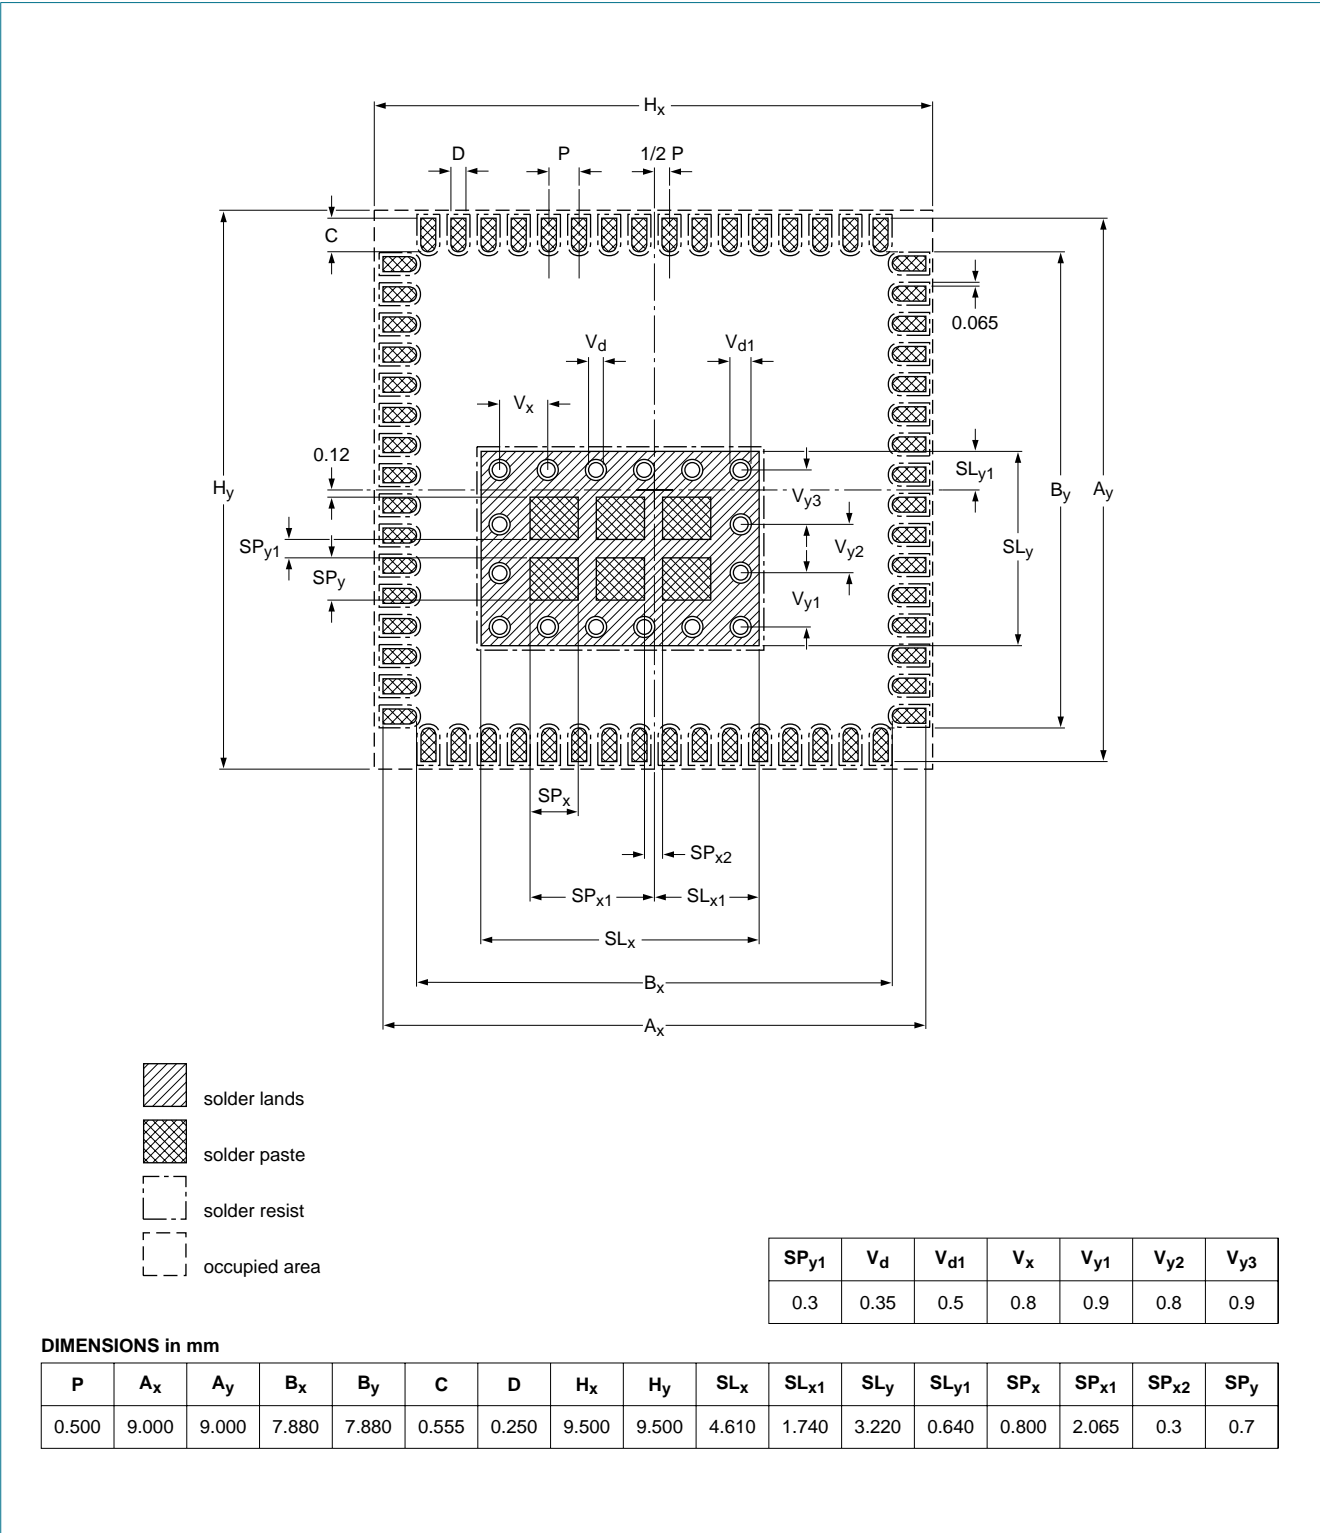 Hx
D
P
1/2 P
C
0.065
Vd
Vd1
Vx
0.12
SLy1
Hy
Vy3
By
Ay
SPy1
Vy2
SLy
SPy
Vy1
SPx
SPx2
SPx1
SLx1
SLx
Bx
Ax
solder lands
solder paste
solder resist
occupied area
SPy1 Vd Vd1 Vx Vy1 Vy2 Vy3
0.3 0.35 0.5 0.8 0.9 0.8 0.9
DIMENSIONS in mm
P Ax Ay Bx By C D Hx Hy SLx SLx1 SLy SLy1 SPx SPx1 SPx2 SPy
0.500 9.000 9.000 7.880 7.880 0.555 0.250 9.500 9.500 4.610 1.740 3.220 0.640 0.800 2.065 0.3 0.7